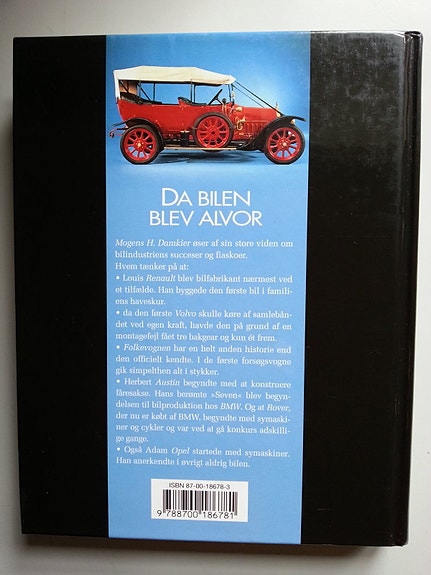 DA BILEN
BLEV ALVOR
Mogens H. Damkier øser af sin store viden om
bilindustriens succeser og fiaskoer.
Hvem tænker på at:
• Louis Renault blev bilfabrikant nærmest ved
et tilfælde. Han byggede den første bil i famili-
ens haveskur.
• da den første Volvo skulle køre af samlebån-
det ved egen kraft, havde den på grund af en
montagefejl fået tre bakgear og kun ét frem.
• Folkevognen har en helt anden historie end
den officielt kendte. I de første forsøgsvogne
gik simpelthen alt i stykker.
• Herbert Austin begyndte med at konstruere
fåresakse. Hans berømte »Seven« blev begyn-
delsen til bilproduktion hos BMW. Og at Rover,
der nu er købt af BMW, begyndte med symaski-
ner og cykler og var ved at gå konkurs adskilli-
ge gange.
• Også Adam Opel startede med symaskiner.
Han anerkendte i øvrigt aldrig bilen.
ISBN 87-00-18678-3
9 788700 186781